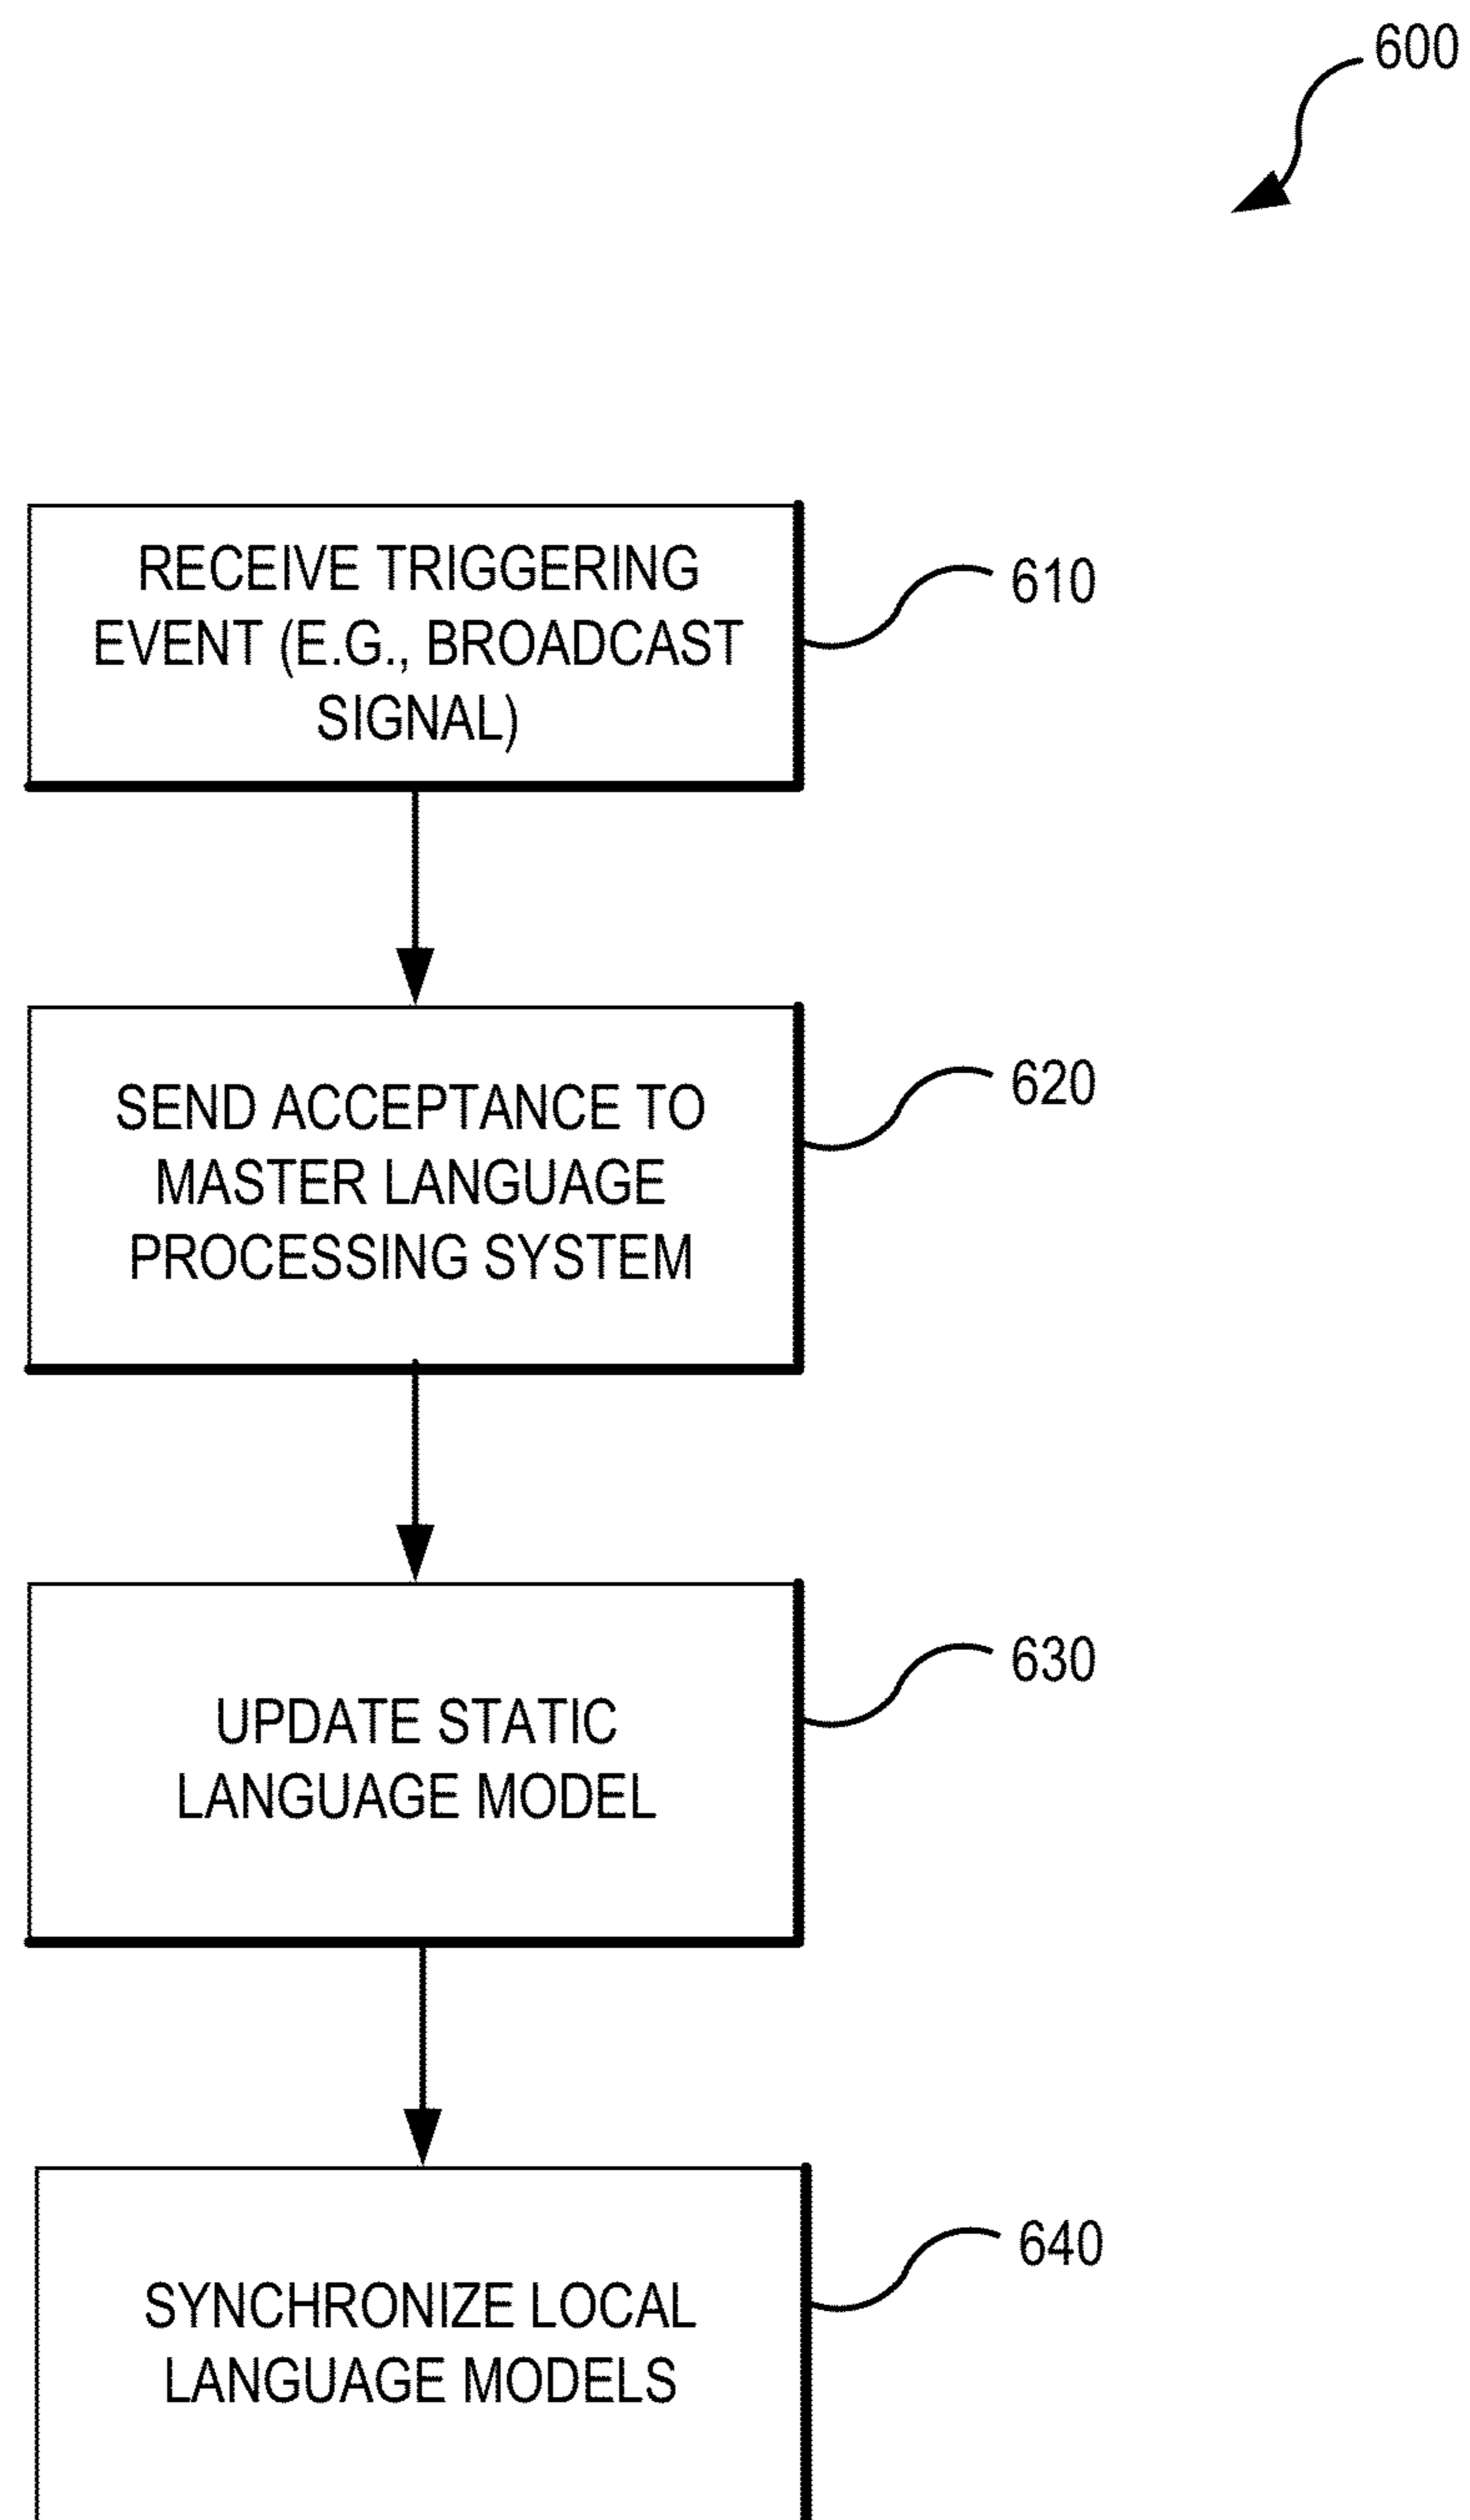 600
RECEIVE TRIGGERING
EVENT (E.G., BROADCAST
SIGNAL)
610
SEND ACCEPTANCE TO
MASTER LANGUAGE
PROCESSING SYSTEM
620
UPDATE STATIC
LANGUAGE MODEL
630
SYNCHRONIZE LOCAL
LANGUAGE MODELS
640